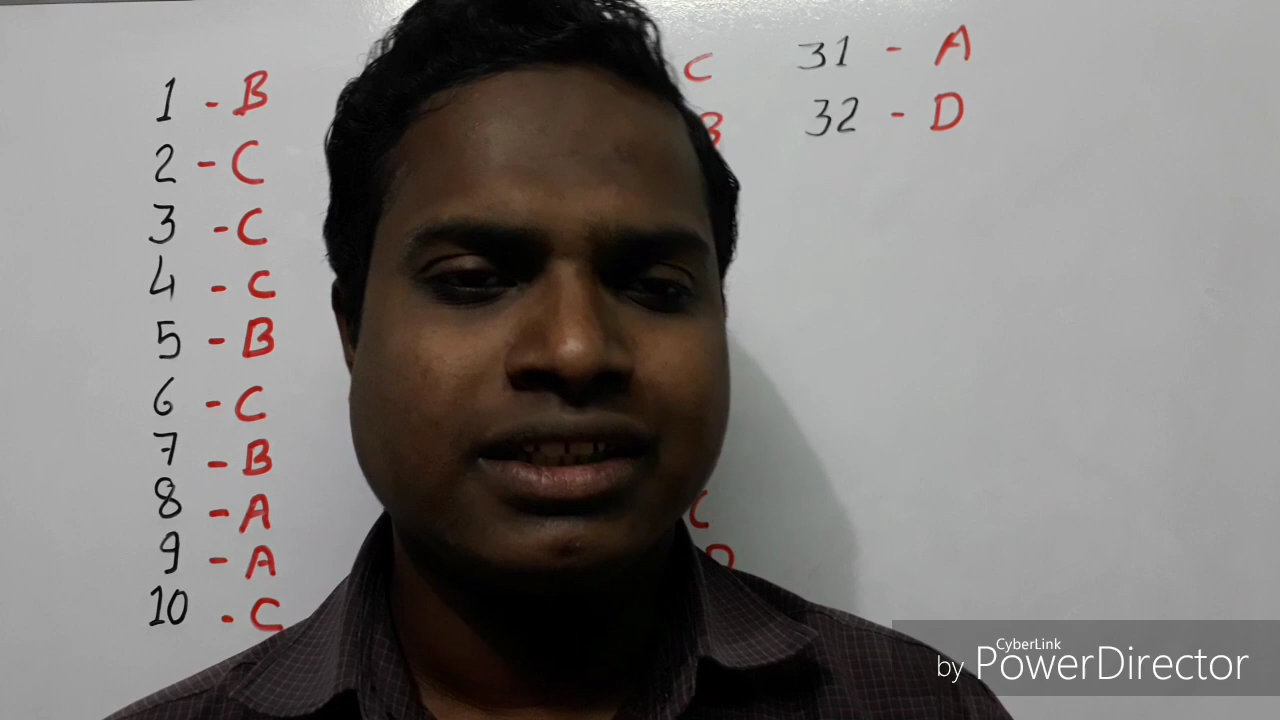 1 - B
2 - C
3 - C
4 - C
5 - B
6 - C
7 - B
8 - A
9 - A
10 - C
C
B
C
D
31 - A
32 - D
CyberLink
by PowerDirector